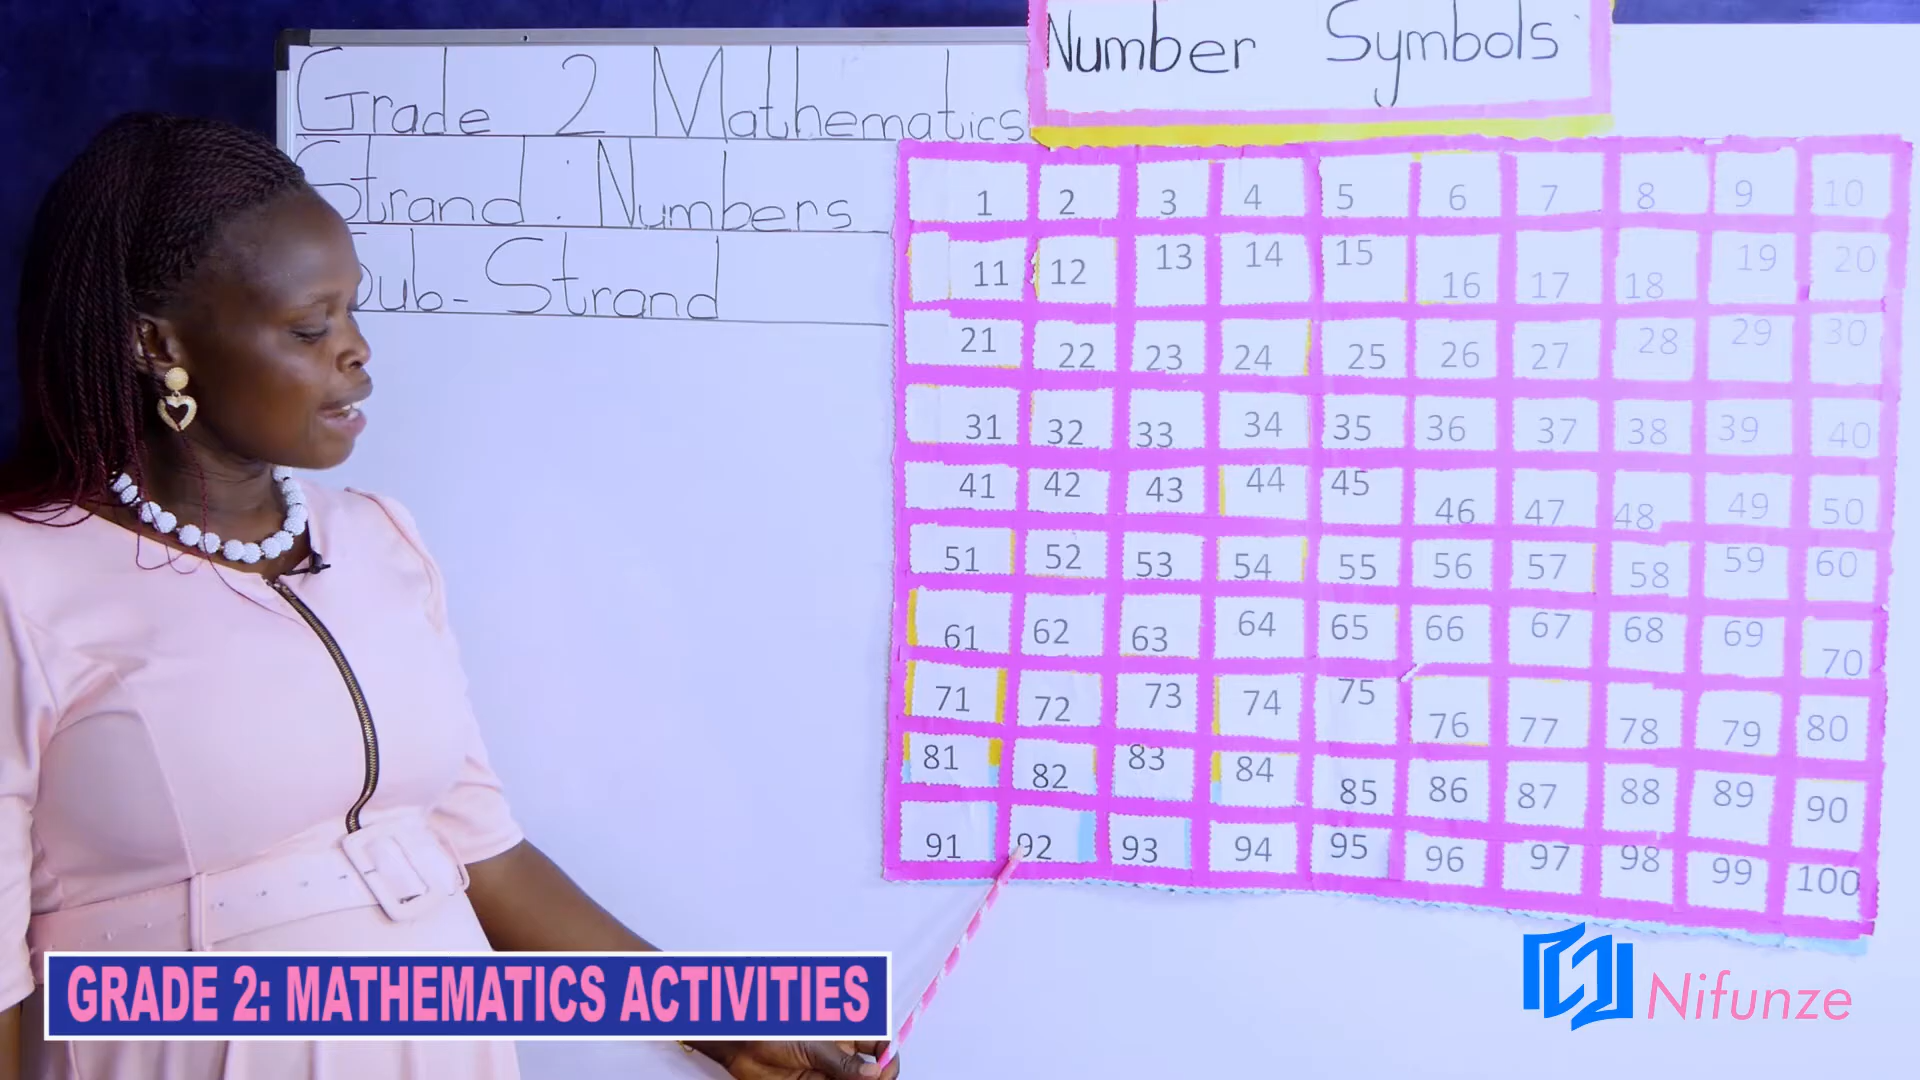 Grade 2 Mathematics
Strand : Numbers
Sub-Strand
Number Symbols
1 2 3 4 5 6 7 8 9 10
11 12 13 14 15 16 17 18 19 20
21 22 23 24 25 26 27 28 29 30
31 32 33 34 35 36 37 38 39 40
41 42 43 44 45 46 47 48 49 50
51 52 53 54 55 56 57 58 59 60
61 62 63 64 65 66 67 68 69 70
71 72 73 74 75 76 77 78 79 80
81 82 83 84 85 86 87 88 89 90
91 92 93 94 95 96 97 98 99 100
GRADE 2: MATHEMATICS ACTIVITIES
Nifunze